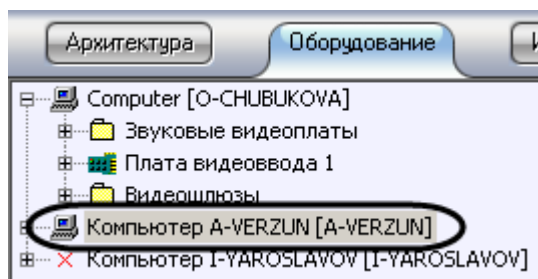 Архитектура Оборудование
Computer [O-CHUBUKOVA]
Звуковые видеоплаты
Плата видеоввода 1
Видеошлюзы
Компьютер A-VERZUN [A-VERZUN]
Компьютер I-YAROSLAVOV [I-YAROSLAVOV]